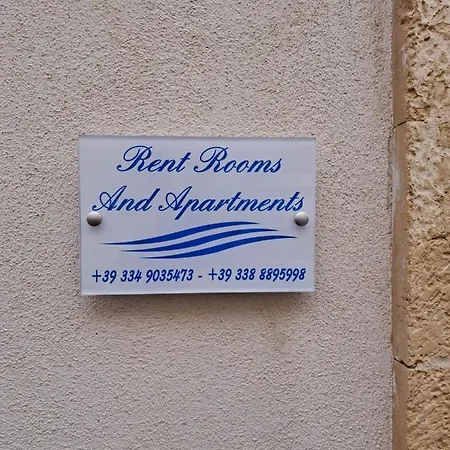 Rent Rooms
And Apartments
+39 334 9035473 - +39 338 8895998